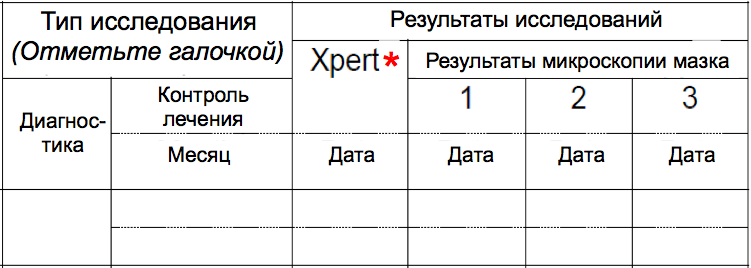 Тип исследования
(Отметьте галочкой)
Результаты исследований
Xpert*
Результаты микроскопии мазка
Диагнос-
тика
Контроль
лечения
1 2 3
Месяц
Дата Дата Дата Дата